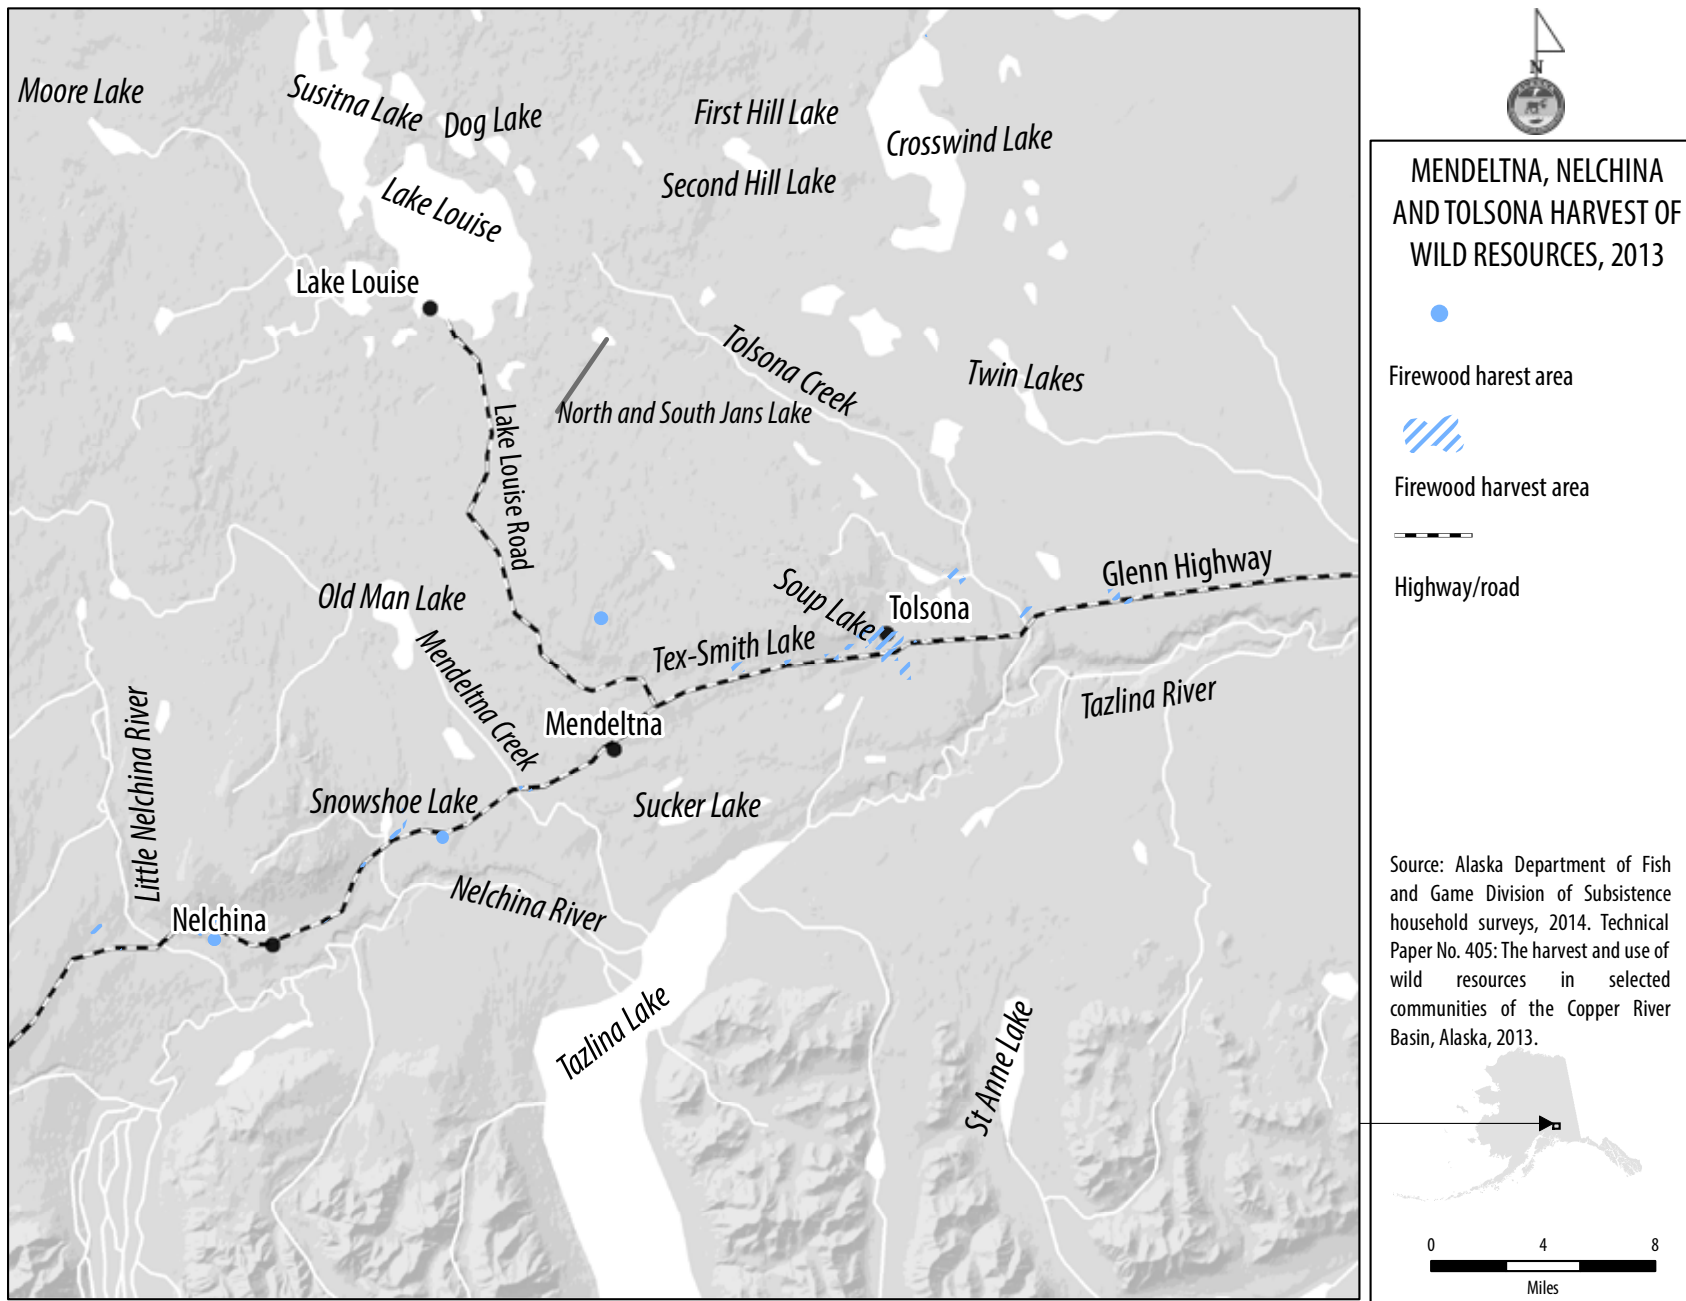 Moore Lake
Susitna Lake
Dog Lake
First Hill Lake
Crosswind Lake
Second Hill Lake
Lake Louise
Lake Louise
Tolsona Creek
Twin Lakes
North and South Jans Lake
Lake Louise Road
Glenn Highway
Soup Lake
Tolsona
Old Man Lake
Tex-Smith Lake
Mendeltna Creek
Tazlina River
Little Nelchina River
Mendeltna
Snowshoe Lake
Sucker Lake
Nelchina River
Nelchina
Tazlina Lake
St Anne Lake
N
MENDELTNA, NELCHINA
AND TOLSONA HARVEST OF
WILD RESOURCES, 2013
Firewood harest area
Firewood harvest area
Highway/road
Source: Alaska Department of Fish
and Game Division of Subsistence
household surveys, 2014. Technical
Paper No. 405: The harvest and use of
wild resources in selected
communities of the Copper River
Basin, Alaska, 2013.
0 4 8
Miles